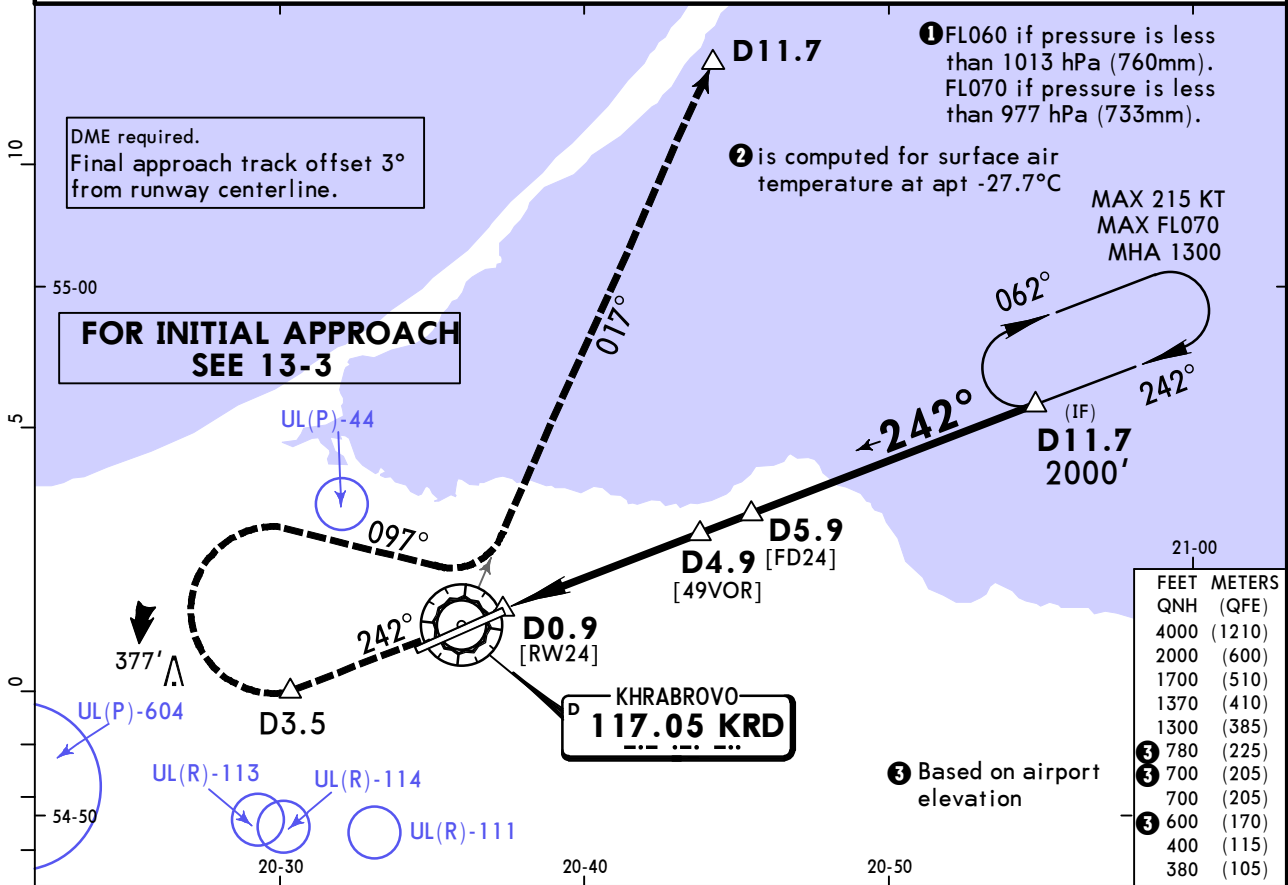 D11.7
❶ FL060 if pressure is less
than 1013 hPa (760mm).
FL070 if pressure is less
than 977 hPa (733mm).
DME required.
Final approach track offset 3°
from runway centerline.
❷ is computed for surface air
temperature at apt -27.7°C
MAX 215 KT
MAX FL070
MHA 1300
10
55-00
FOR INITIAL APPROACH
SEE 13-3
017°
062°
242°
242°
(IF)
D11.7
2000'
5
UL(P)-44
097°
D5.9
[FD24]
D4.9
[49VOR]
21-00
242°
D0.9
[RW24]
377'
0
D3.5
UL(P)-604
KHRABROVO
D 117.05 KRD
UL(R)-113
UL(R)-114
UL(R)-111
❸ Based on airport
elevation
54-50
20-30
20-40
20-50
FEET METERS
QNH (QFE)
4000 (1210)
2000 (600)
1700 (510)
1370 (410)
1300 (385)
❸ 780 (225)
❸ 700 (205)
700 (205)
❸ 600 (170)
400 (115)
380 (105)